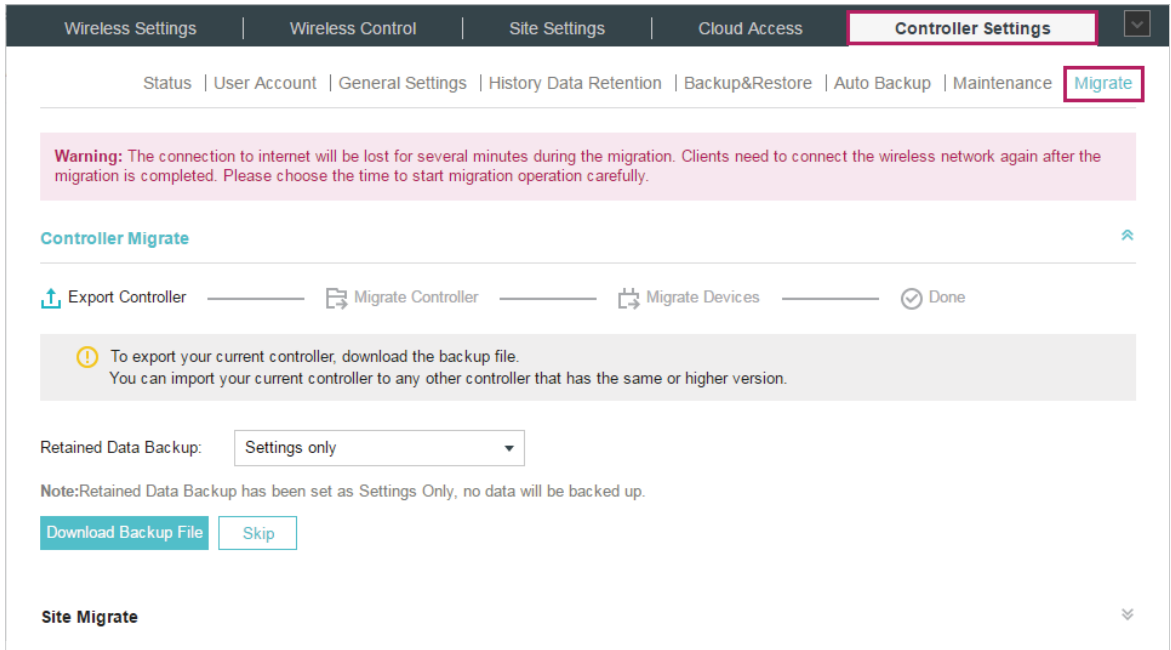 Wireless Settings | Wireless Control | Site Settings | Cloud Access Controller Settings
Status | User Account | General Settings | History Data Retention | Backup&Restore | Auto Backup | Maintenance Migrate
Warning: The connection to internet will be lost for several minutes during the migration. Clients need to connect the wireless network again after the
migration is completed. Please choose the time to start migration operation carefully.
Controller Migrate
Export Controller Migrate Controller Migrate Devices Done
To export your current controller, download the backup file.
You can import your current controller to any other controller that has the same or higher version.
Retained Data Backup: Settings only
Note:Retained Data Backup has been set as Settings Only, no data will be backed up.
Download Backup File Skip
Site Migrate